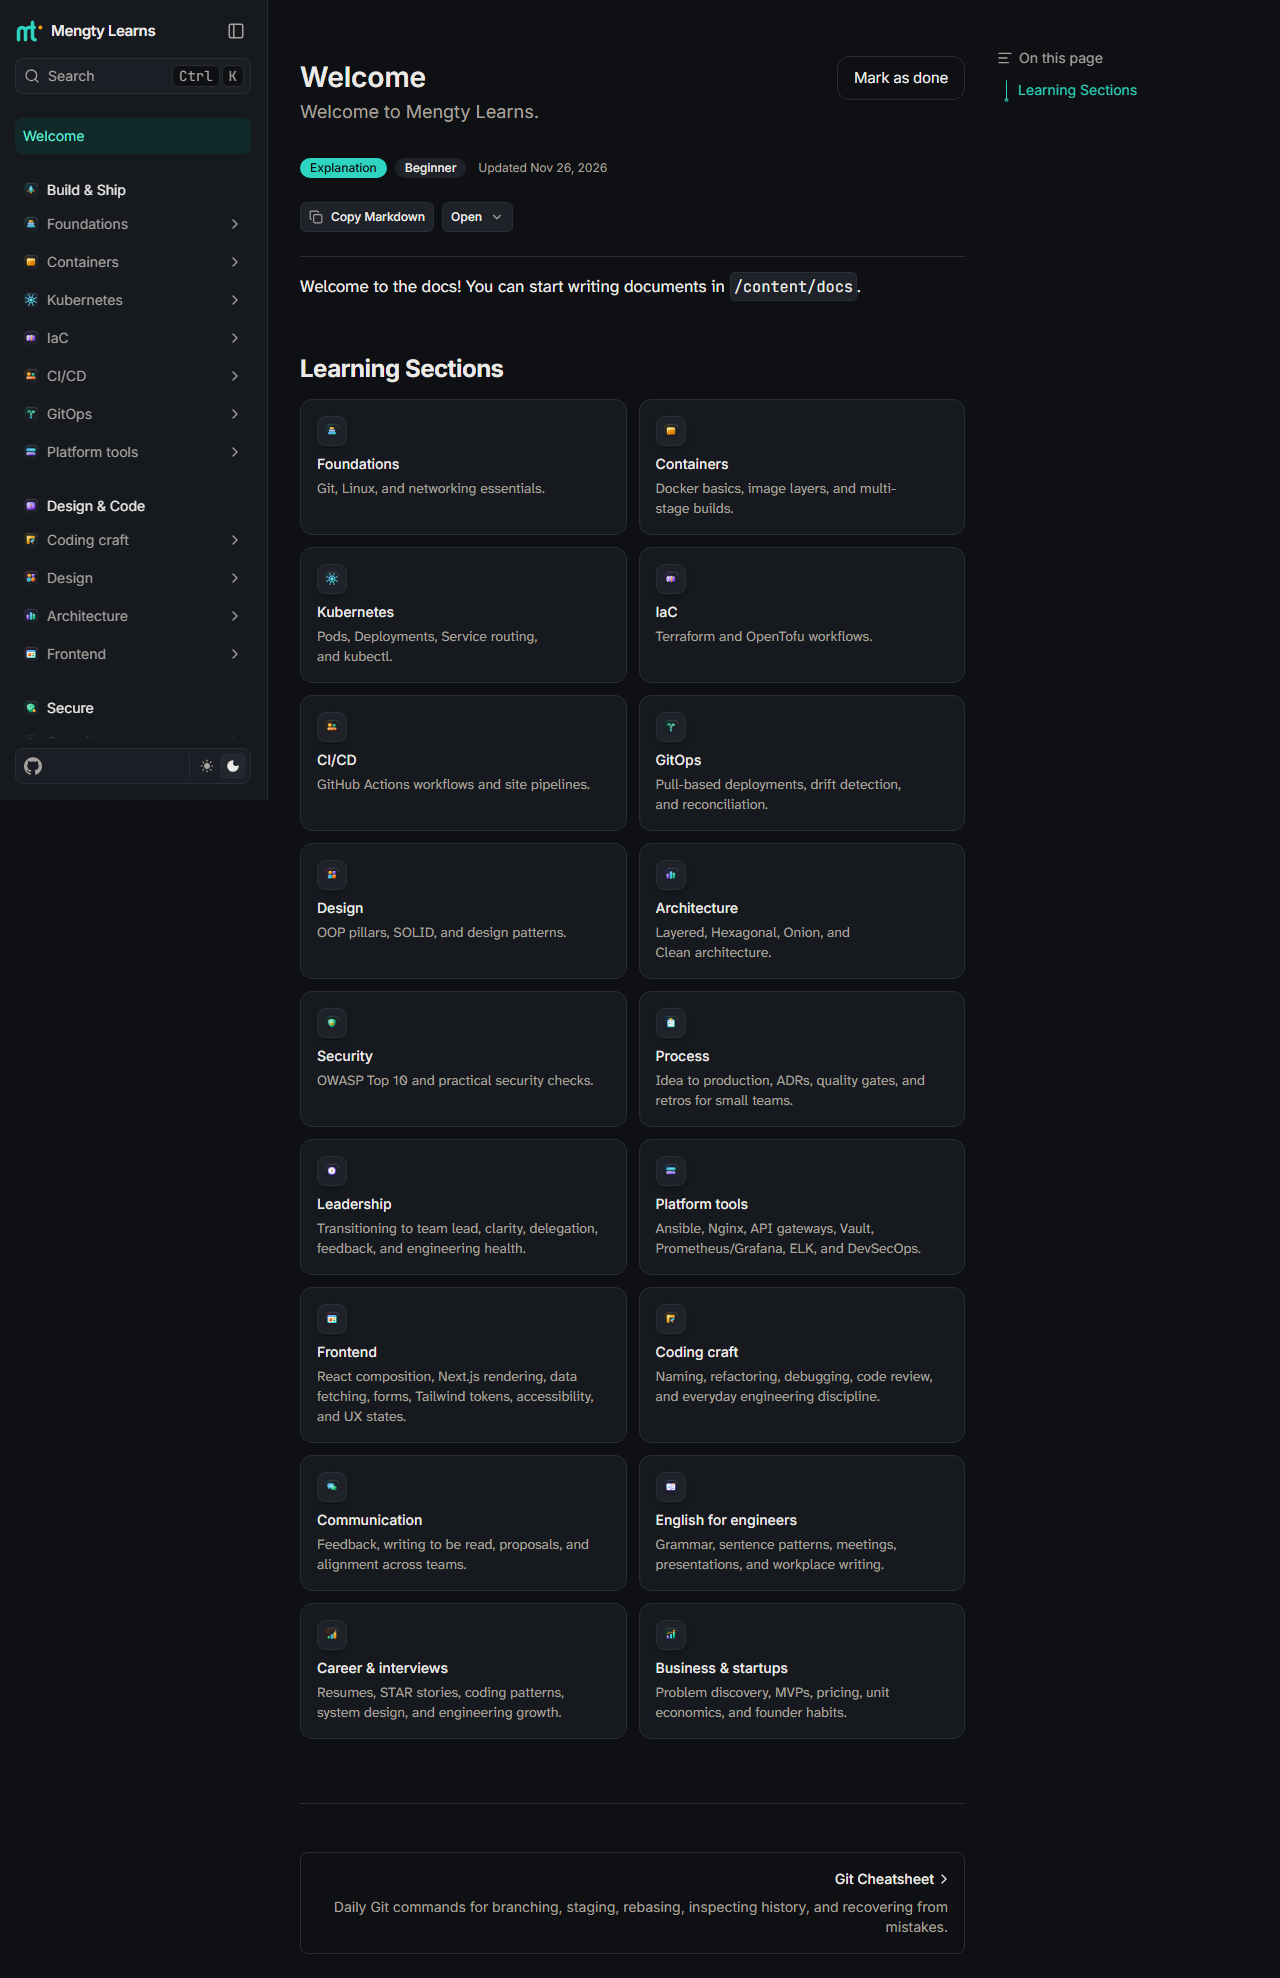 Mengty Learns
Search Ctrl K
Welcome
Build & Ship
Foundations
Containers
Kubernetes
IaC
CI/CD
GitOps
Platform tools
Design & Code
Coding craft
Design
Architecture
Frontend
Secure
Welcome
Mark as done
Welcome to Mengty Learns.
Explanation Beginner Updated Nov 26, 2026
Copy Markdown Open
Welcome to the docs! You can start writing documents in /content/docs.
Learning Sections
Foundations
Git, Linux, and networking essentials.
Containers
Docker basics, image layers, and multi-
stage builds.
Kubernetes
Pods, Deployments, Service routing,
and kubectl.
IaC
Terraform and OpenTofu workflows.
CI/CD
GitHub Actions workflows and site pipelines.
GitOps
Pull-based deployments, drift detection,
and reconciliation.
Design
OOP pillars, SOLID, and design patterns.
Architecture
Layered, Hexagonal, Onion, and
Clean architecture.
Security
OWASP Top 10 and practical security checks.
Process
Idea to production, ADRs, quality gates, and
retros for small teams.
Leadership
Transitioning to team lead, clarity, delegation,
feedback, and engineering health.
Platform tools
Ansible, Nginx, API gateways, Vault,
Prometheus/Grafana, ELK, and DevSecOps.
Frontend
React composition, Next.js rendering, data
fetching, forms, Tailwind tokens, accessibility,
and UX states.
Coding craft
Naming, refactoring, debugging, code review,
and everyday engineering discipline.
Communication
Feedback, writing to be read, proposals, and
alignment across teams.
English for engineers
Grammar, sentence patterns, meetings,
presentations, and workplace writing.
Career & interviews
Resumes, STAR stories, coding patterns,
system design, and engineering growth.
Business & startups
Problem discovery, MVPs, pricing, unit
economics, and founder habits.
Git Cheatsheet
Daily Git commands for branching, staging, rebasing, inspecting history, and recovering from
mistakes.
On this page
Learning Sections